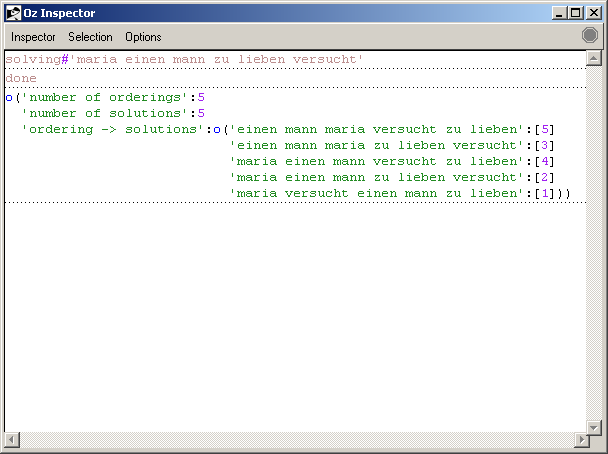 Oz Inspector
Inspector Selection Options
solving#'maria einen mann zu lieben versucht'
done
o('number of orderings':5
'number of solutions':5
'ordering -> solutions':o('einen mann maria versucht zu lieben':[5]
'einen mann maria zu lieben versucht':[3]
'maria einen mann versucht zu lieben':[4]
'maria einen mann zu lieben versucht':[2]
'maria versucht einen mann zu lieben':[1]))